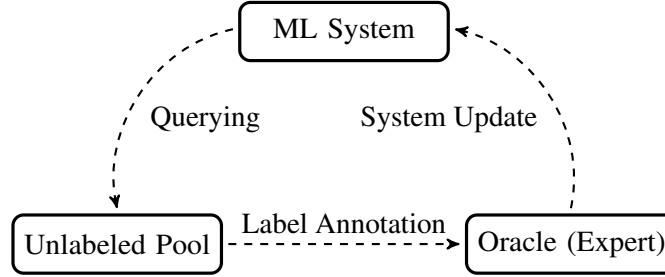 ML System
Querying
System Update
Label Annotation
Unlabeled Pool
Oracle (Expert)